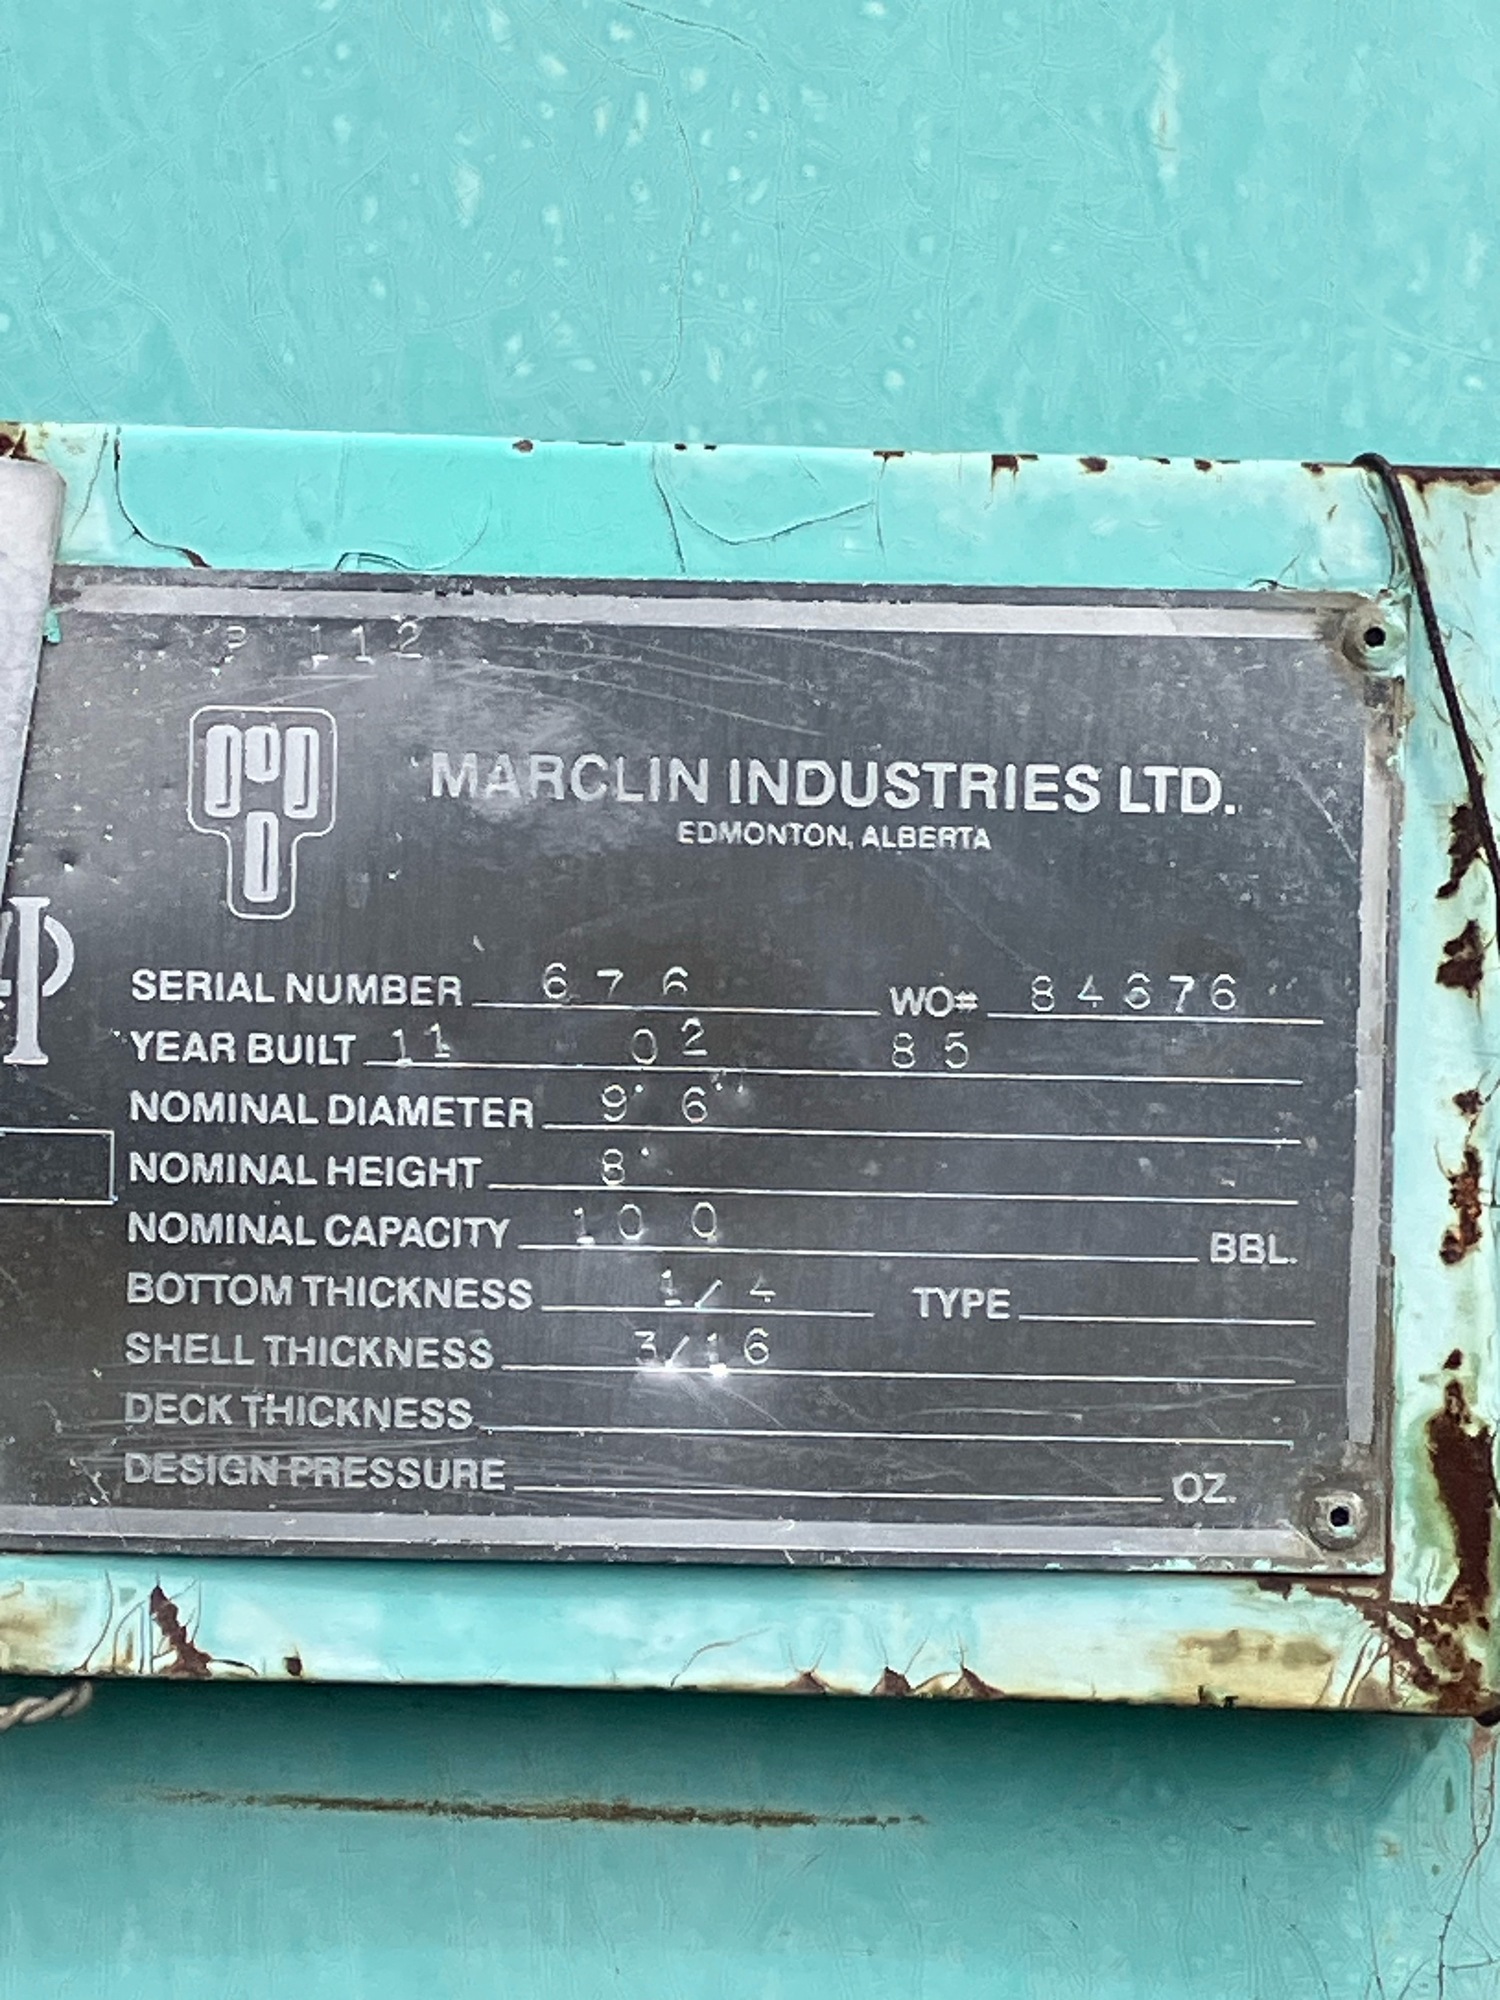 P 112
MARCLIN INDUSTRIES LTD.
EDMONTON, ALBERTA
SERIAL NUMBER 676 WO# 84676
YEAR BUILT 11 02 85
NOMINAL DIAMETER 9' 6"
NOMINAL HEIGHT 8'
NOMINAL CAPACITY 100 BBL.
BOTTOM THICKNESS 1/4 TYPE
SHELL THICKNESS 3/16
DECK THICKNESS
DESIGN PRESSURE OZ.